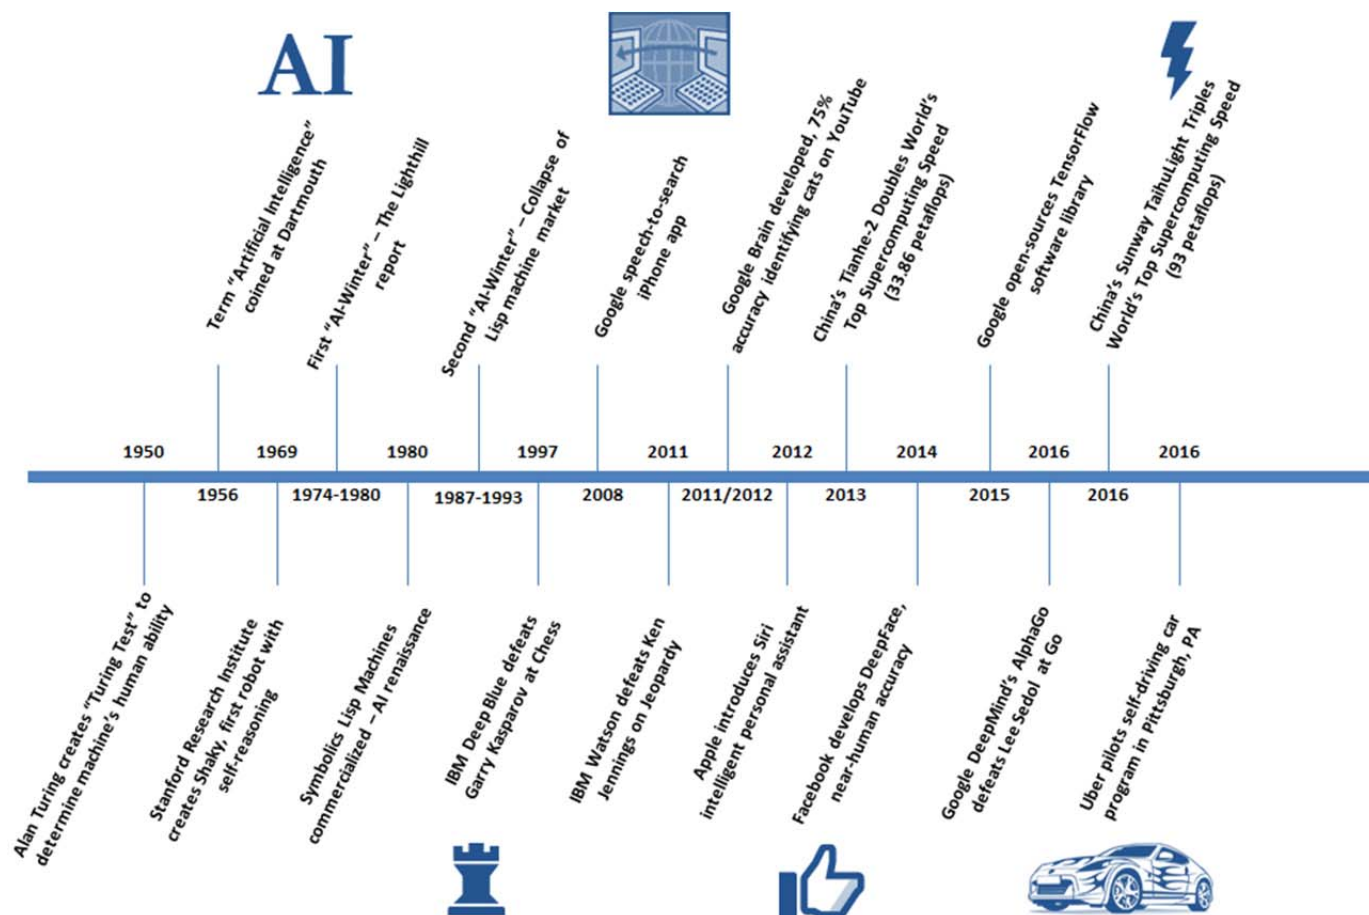 AI
Term “Artificial Intelligence”
coined at Dartmouth
First “AI-Winter” – The Lighthill
report
Second “AI-Winter” – Collapse of
Lisp machine market
Google speech-to-search
iPhone app
Google Brain developed, 75%
accuracy identifying cats on YouTube
China’s Tianhe-2 Doubles World’s
Top Supercomputing Speed
(33.86 petaflops)
Google open-sources TensorFlow
software library
China’s Sunway TaihuLight Triples
World’s Top Supercomputing Speed
(93 petaflops)
1950
1969
1980
1997
2011
2012
2014
2016
2016
1956
1974-1980
1987-1993
2008
2011/2012
2013
2015
2016
Alan Turing creates “Turing Test” to
determine machine’s human ability
Stanford Research Institute
creates Shaky, first robot with
self-reasoning
Symbolics Lisp Machines
commercialized – AI renaissance
IBM Deep Blue defeats
Garry Kasparov at Chess
IBM Watson defeats Ken
Jennings on Jeopardy
Apple introduces Siri
intelligent personal assistant
Facebook develops DeepFace,
near-human accuracy
Google DeepMind’s AlphaGo
defeats Lee Sedol at Go
Uber pilots self-driving car
program in Pittsburgh, PA